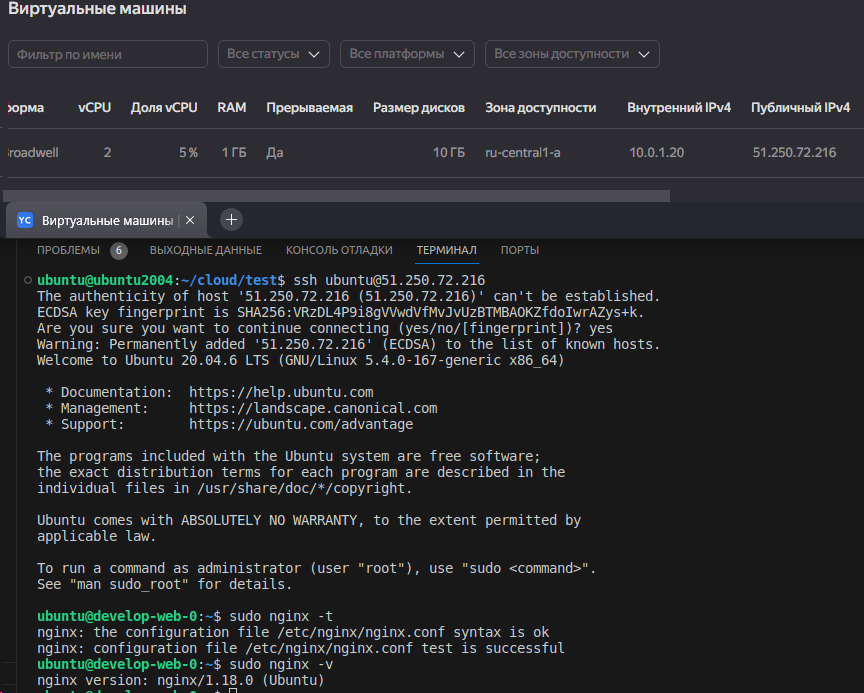 Виртуальные машины
Фильтр по имени
Все статусы
Все платформы
Все зоны доступности
vCPU Доля vCPU RAM Прерываемая Размер дисков Зона доступности Внутренний IPv4 Публичный IPv4
2 5 % 1 ГБ Да 10 ГБ ru-central1-a 10.0.1.20 51.250.72.216
YC Виртуальные машины
ПРОБЛЕМЫ 6 ВЫХОДНЫЕ ДАННЫЕ КОНСОЛЬ ОТЛАДКИ ТЕРМИНАЛ ПОРТЫ
ubuntu@ubuntu2004:~/cloud/test$ ssh ubuntu@51.250.72.216
The authenticity of host '51.250.72.216 (51.250.72.216)' can't be established.
ECDSA key fingerprint is SHA256:VRzDL4P9i8gVVwdVfMvJvUzBTMBAOKZfdoIwrAZys+k.
Are you sure you want to continue connecting (yes/no/[fingerprint])? yes
Warning: Permanently added '51.250.72.216' (ECDSA) to the list of known hosts.
Welcome to Ubuntu 20.04.6 LTS (GNU/Linux 5.4.0-167-generic x86_64)
* Documentation: https://help.ubuntu.com
* Management: https://landscape.canonical.com
* Support: https://ubuntu.com/advantage
The programs included with the Ubuntu system are free software;
the exact distribution terms for each program are described in the
individual files in /usr/share/doc/*/copyright.
Ubuntu comes with ABSOLUTELY NO WARRANTY, to the extent permitted by
applicable law.
To run a command as administrator (user "root"), use "sudo <command>".
See "man sudo_root" for details.
ubuntu@develop-web-0:~$ sudo nginx -t
nginx: the configuration file /etc/nginx/nginx.conf syntax is ok
nginx: configuration file /etc/nginx/nginx.conf test is successful
ubuntu@develop-web-0:~$ sudo nginx -v
nginx version: nginx/1.18.0 (Ubuntu)